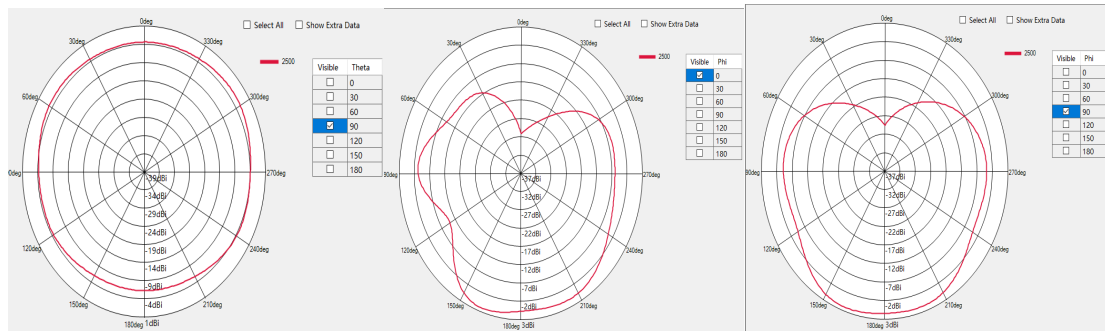 Select All Show Extra Data
0deg
30deg 330deg
60deg 300deg
0deg 270deg
120deg 240deg
150deg 210deg
180deg 1dBi
-39dBi
-34dBi
-29dBi
-24dBi
-19dBi
-14dBi
-9dBi
-4dBi
2500
Visible Theta
0
30
60
90
120
150
180
Select All Show Extra Data
0deg
30deg 330deg
60deg 300deg
90deg 270deg
120deg 240deg
150deg 210deg
180deg 3dBi
-37dBi
-32dBi
-27dBi
-22dBi
-17dBi
-12dBi
-7dBi
-2dBi
2500
Visible Phi
0
30
60
90
120
150
180
Select All Show Extra Data
0deg
30deg 330deg
60deg 300deg
90deg 270deg
120deg 240deg
150deg 210deg
180deg 3dBi
-37dBi
-32dBi
-27dBi
-22dBi
-17dBi
-12dBi
-7dBi
-2dBi
2500
Visible Phi
0
30
60
90
120
150
180